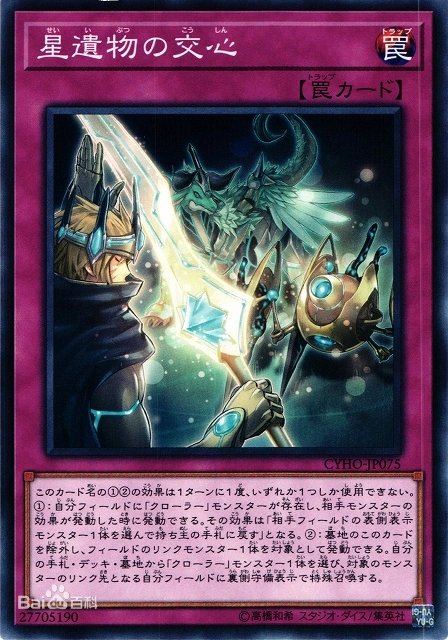 星遺物の交心
罠
【罠カード】
CYHO-JP075
このカード名の①②の効果は1ターンに1度、いずれか1つしか使用できない。
①：自分フィールドに「クローラー」モンスターが存在し、相手モンスターの
効果が発動した時に発動できる。その効果は「相手フィールドの表側表示
モンスター1体を選んで持ち主の手札に戻す」となる。②：墓地のこのカード
を除外し、フィールドのリンクモンスター1体を対象として発動できる。自分
の手札・デッキ・墓地から「クローラー」モンスター1体を選び、対象のモンス
ターのリンク先となる自分フィールドに裏側守備表示で特殊召喚する。
Bai百科
27705190
©高橋和希 スタジオ・ダイス/集英社